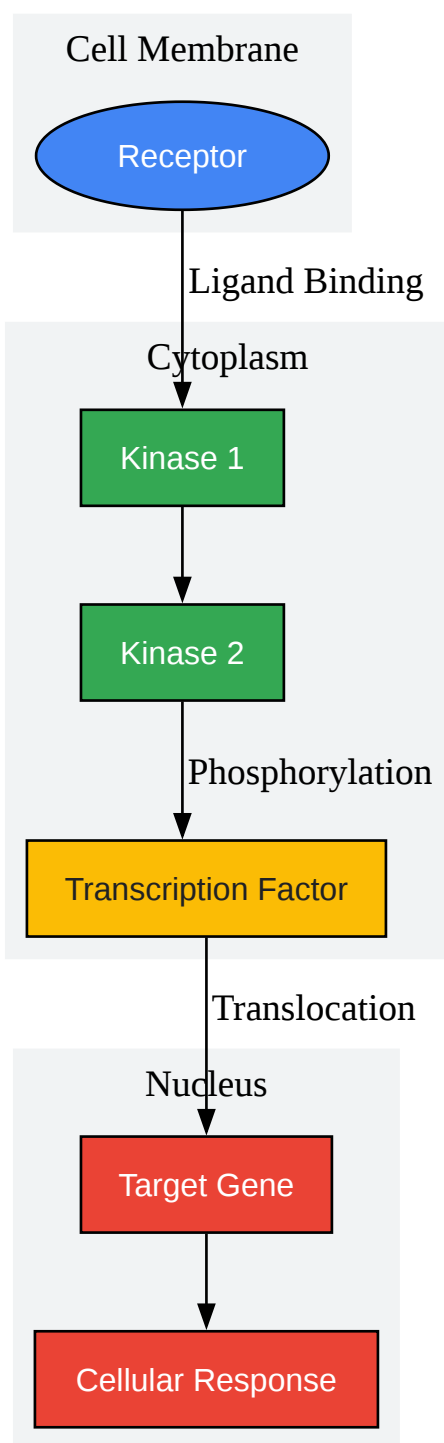 Cell Membrane
Receptor
Ligand Binding
Cytoplasm
Kinase 1
Kinase 2
Phosphorylation
Transcription Factor
Translocation
Nucleus
Target Gene
Cellular Response